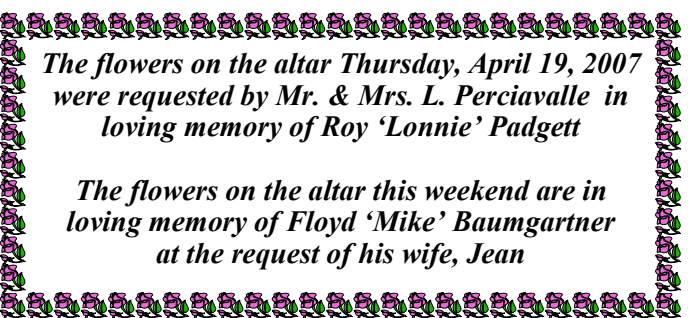 The flowers on the altar Thursday, April 19, 2007
were requested by Mr. & Mrs. L. Perciavalle in
loving memory of Roy ‘Lonnie’ Padgett
The flowers on the altar this weekend are in
loving memory of Floyd ‘Mike’ Baumgartner
at the request of his wife, Jean